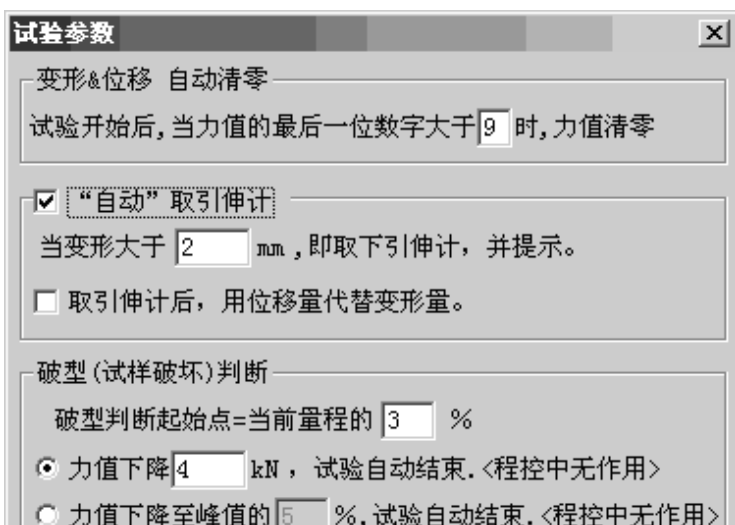 试验参数
变形&位移 自动清零
试验开始后,当力值的最后一位数字大于 9 时,力值清零
“自动”取引伸计
当变形大于 2 mm ,即取下引伸计，并提示。
取引伸计后，用位移量代替变形量。
破型(试样破坏)判断
破型判断起始点=当前量程的 3 %
力值下降 4 kN ，试验自动结束.<程控中无作用>
力值下降至峰值的 5 %.试验自动结束.<程控中无作用>